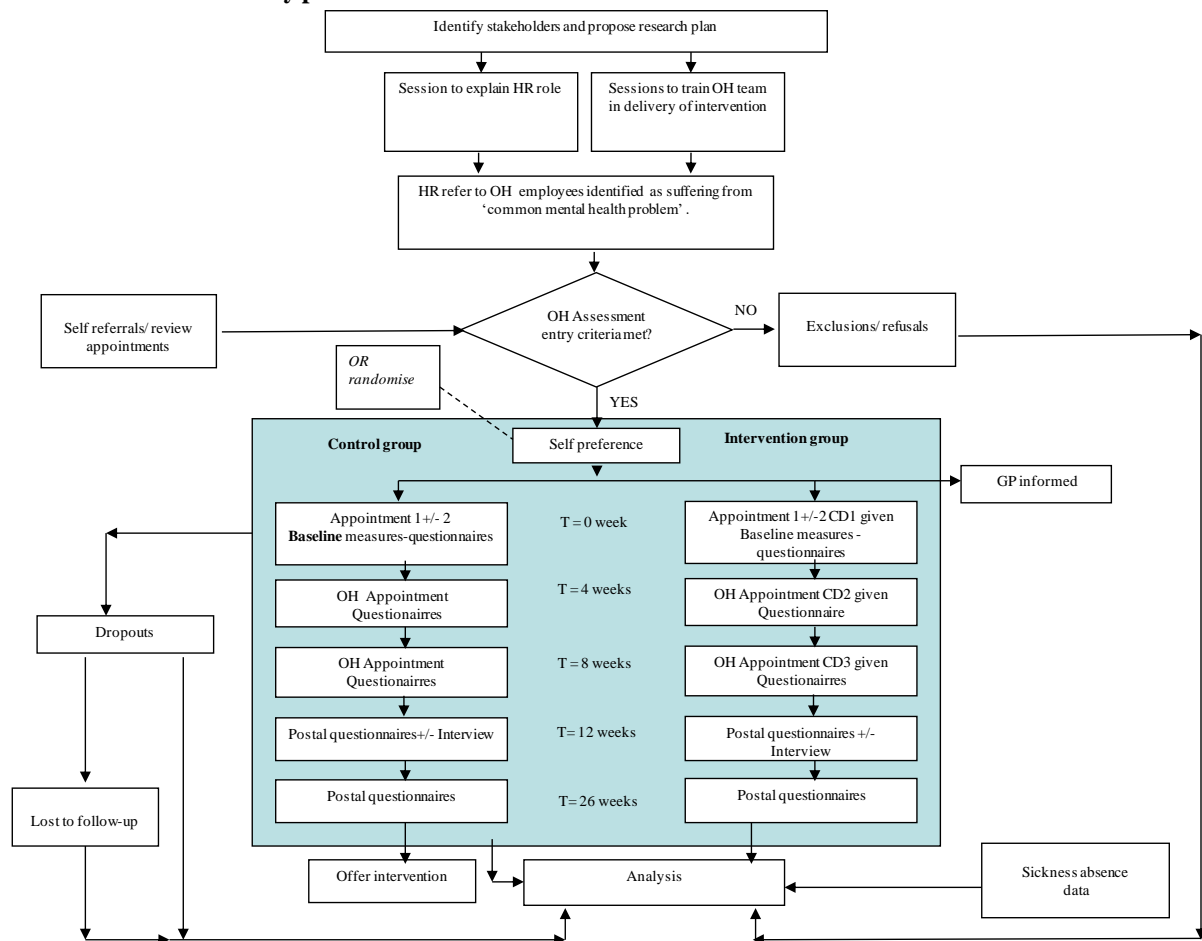 Identify stakeholders and propose research plan
Session to explain HR role
Sessions to train OH team
in delivery of intervention
HR refer to OH employees identified as suffering from
‘common mental health problem’ .
Self referrals/ review
appointments
OH Assessment
entry criteria met?
NO
Exclusions/ refusals
OR
randomise
YES
Control group
Self preference
Intervention group
GP informed
Appointment 1+/- 2
Baseline measures-questionnaires
T = 0 week
Appointment 1+/-2 CD1 given
Baseline measures -
questionnaires
OH Appointment
Questionairres
T = 4 weeks
OH Appointment CD2 given
Questionnaire
Dropouts
OH Appointment
Questionairres
T = 8 weeks
OH Appointment CD3 given
Questionairres
Postal questionnaires+/- Interview
T= 12 weeks
Postal questionnaires +/-
Interview
Postal questionnaires
T= 26 weeks
Postal questionnaires
Lost to follow-up
Offer intervention
Analysis
Sickness absence
data